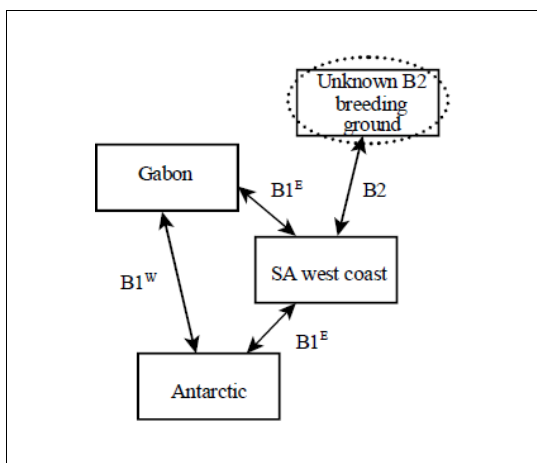 Unknown B2
breeding
ground
Gabon
B1ᴱ
B2
SA west coast
B1ᵂ
B1ᴱ
Antarctic